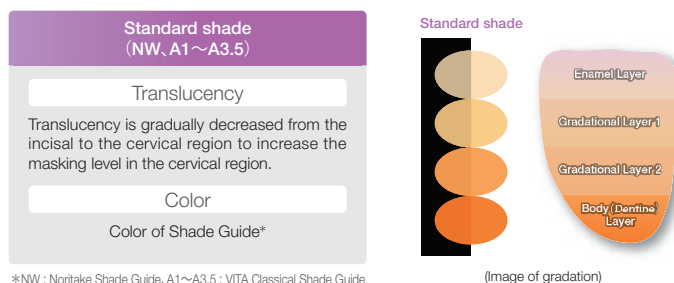 Standard shade
（NW、A1～A3.5）
Translucency
Translucency is gradually decreased from the
incisal to the cervical region to increase the
masking level in the cervical region.
Color
Color of Shade Guide*
*NW : Noritake Shade Guide、A1～A3.5 : VITA Classical Shade Guide
Standard shade
Enamel Layer
Gradational Layer 1
Gradational Layer 2
Body (Dentine)
Layer
(Image of gradation)